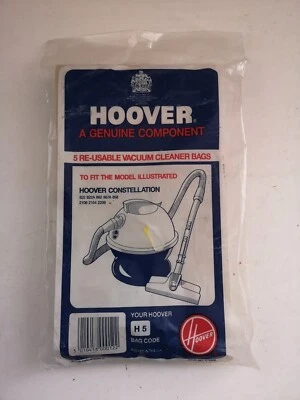 HOOVER
A GENUINE COMPONENT
5 RE-USABLE VACUUM CLEANER BAGS
TO FIT THE MODEL ILLUSTRATED
HOOVER CONSTELLATION
YOUR HOOVER
H 5
BAG CODE
HOOVER